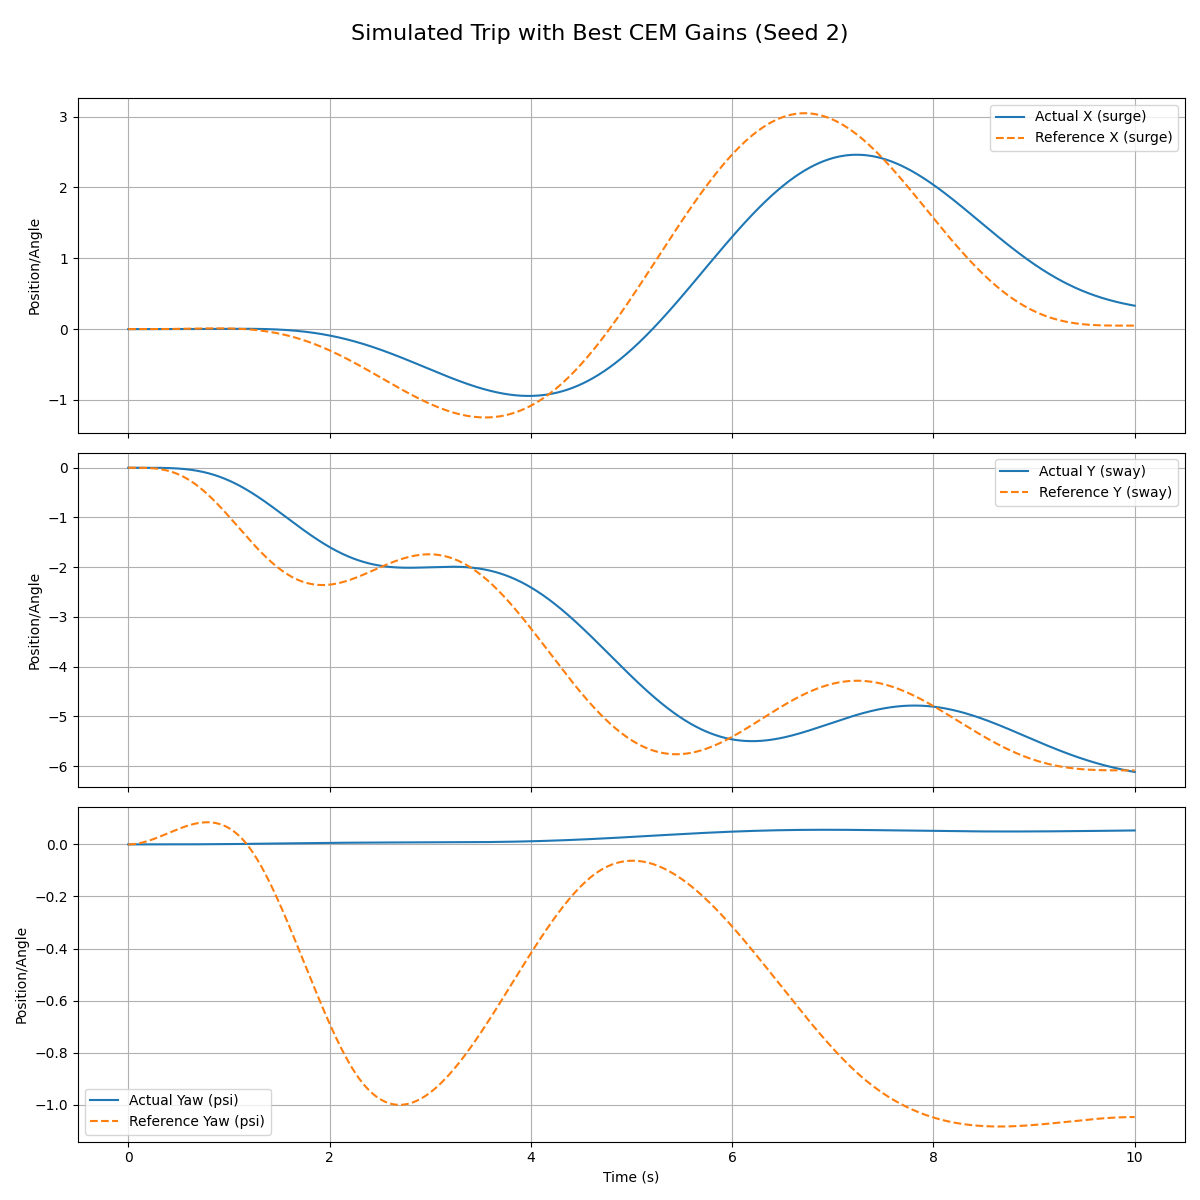 Simulated Trip with Best CEM Gains (Seed 2)
3
2
1
0
−1
Position/Angle
Actual X (surge)
Reference X (surge)
0
−1
−2
−3
−4
−5
−6
Position/Angle
Actual Y (sway)
Reference Y (sway)
0.0
−0.2
−0.4
−0.6
−0.8
−1.0
Position/Angle
Actual Yaw (psi)
Reference Yaw (psi)
0 2 4 6 8 10
Time (s)